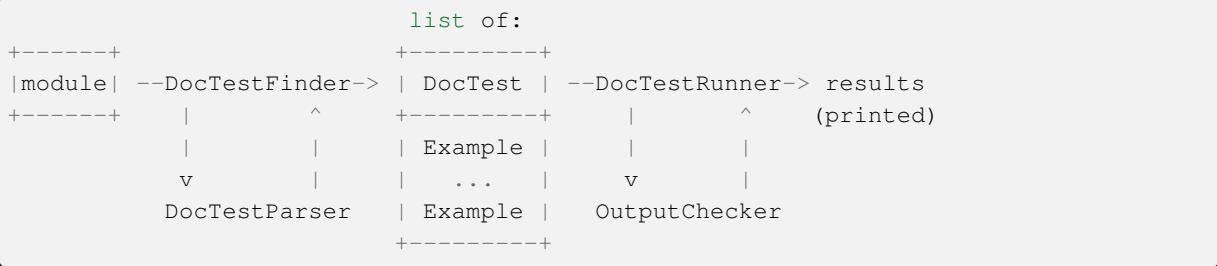 list of:
+------+                   +---------+
|module| --DocTestFinder-> | DocTest | --DocTestRunner-> results
+------+    |        ^     +---------+     |       ^    (printed)
            |        |     | Example |     |       |
            v        |     |   ...   |     v       |
           DocTestParser   | Example |   OutputChecker
                           +---------+